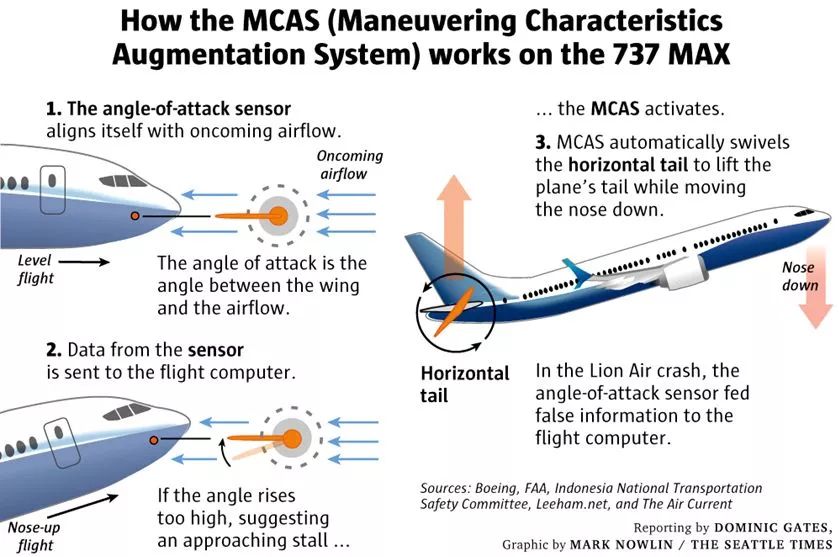 How the MCAS (Maneuvering Characteristics
Augmentation System) works on the 737 MAX
1. The angle-of-attack sensor
aligns itself with oncoming airflow.
Oncoming
airflow
Level
flight
The angle of attack is the
angle between the wing
and the airflow.
2. Data from the sensor
is sent to the flight computer.
Nose-up
flight
If the angle rises
too high, suggesting
an approaching stall ...
... the MCAS activates.
3. MCAS automatically swivels
the horizontal tail to lift the
plane's tail while moving
the nose down.
Nose
down
Horizontal
tail
In the Lion Air crash, the
angle-of-attack sensor fed
false information to the
flight computer.
Sources: Boeing, FAA, Indonesia National Transportation
Safety Committee, Leeham.net, and The Air Current
Reporting by DOMINIC GATES,
Graphic by MARK NOWLIN / THE SEATTLE TIMES